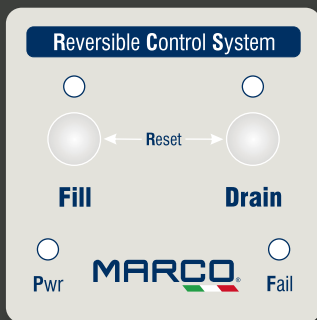 Reversible Control System
Reset
Fill Drain
Pwr MARCO® Fail